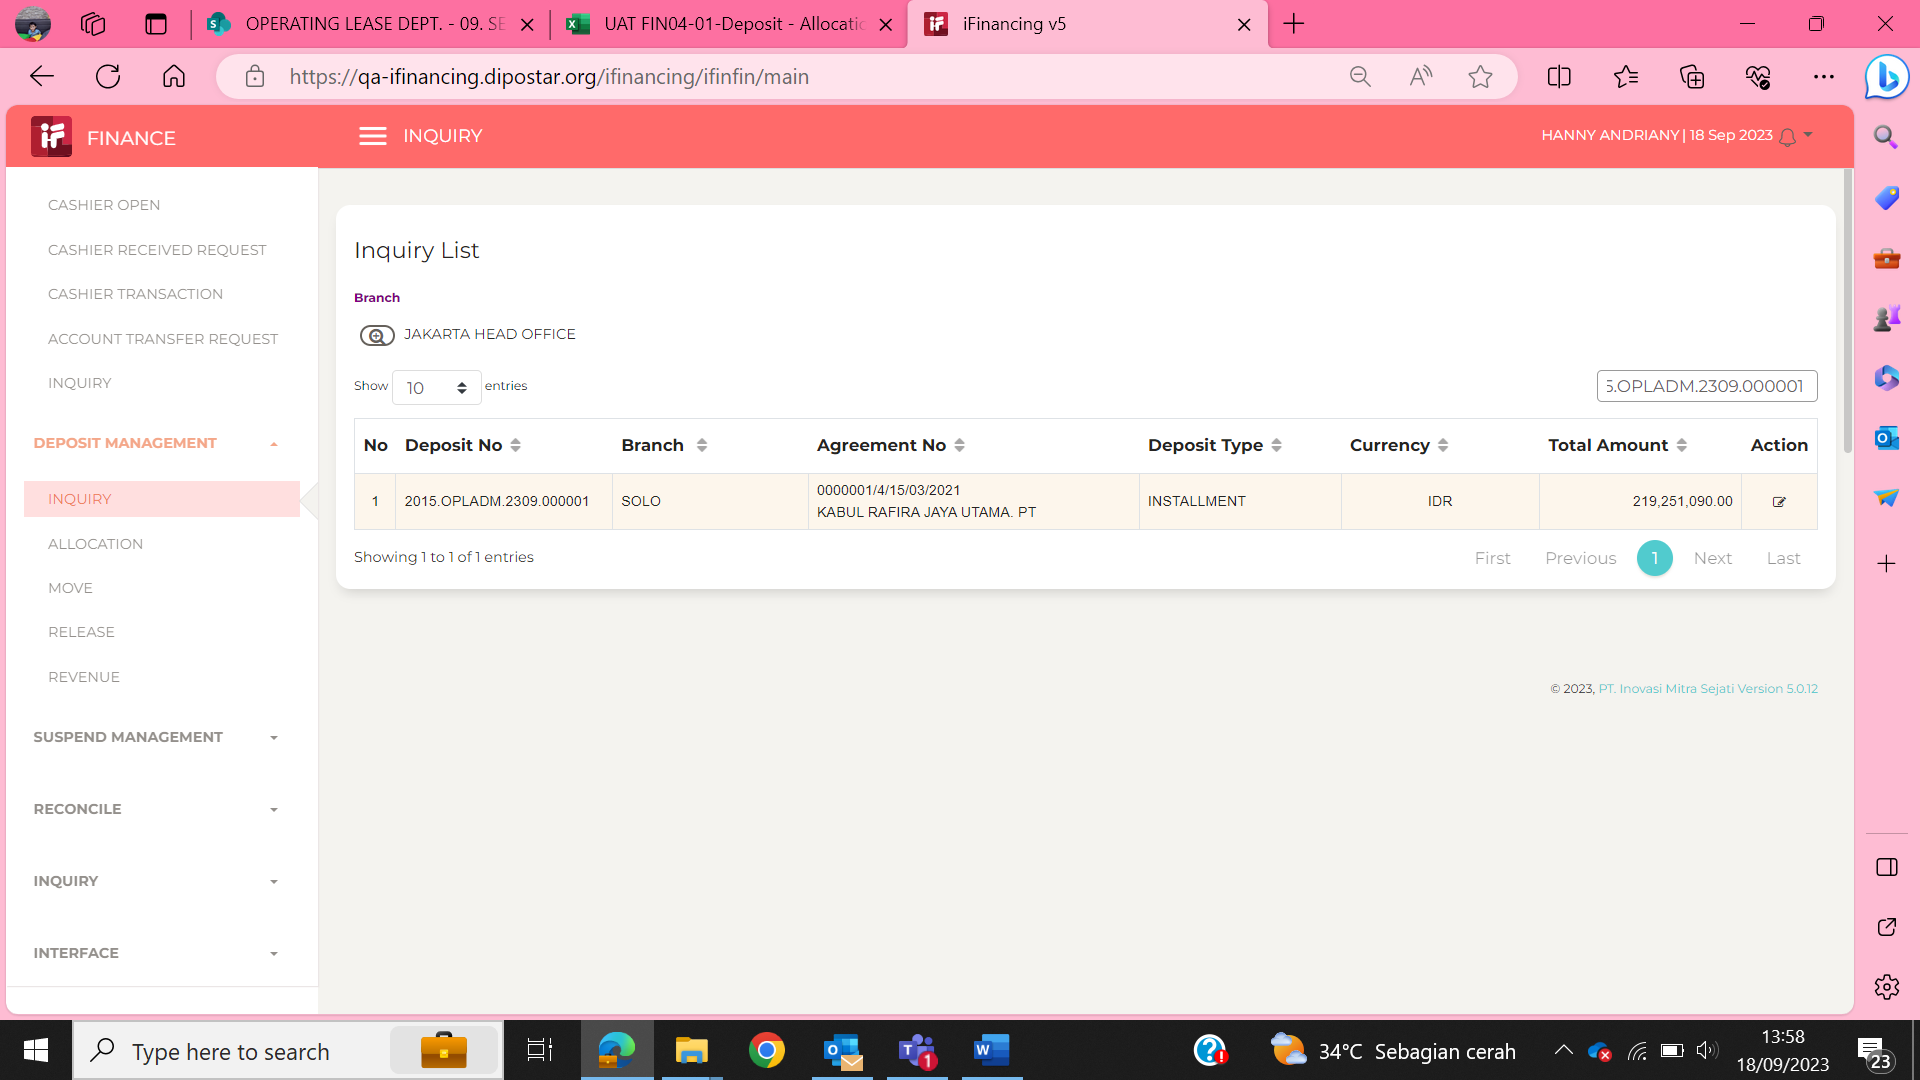 OPERATING LEASE DEPT. - 09. SE
UAT FIN04-01-Deposit - Allocatic
iFinancing v5
https://qa-ifinancing.dipostar.org/ifinancing/ifinfin/main
iF FINANCE
INQUIRY
HANNY ANDRIANY | 18 Sep 2023
CASHIER OPEN
CASHIER RECEIVED REQUEST
CASHIER TRANSACTION
ACCOUNT TRANSFER REQUEST
INQUIRY
DEPOSIT MANAGEMENT
INQUIRY
ALLOCATION
MOVE
RELEASE
REVENUE
SUSPEND MANAGEMENT
RECONCILE
INQUIRY
INTERFACE
Inquiry List
Branch
JAKARTA HEAD OFFICE
Show 10 entries
5.OPLADM.2309.000001
No Deposit No Branch Agreement No Deposit Type Currency Total Amount Action
1 2015.OPLADM.2309.000001 SOLO 0000001/4/15/03/2021 INSTALLMENT IDR 219,251,090.00
KABUL RAFIRA JAYA UTAMA. PT
Showing 1 to 1 of 1 entries
First Previous 1 Next Last
© 2023, PT. Inovasi Mitra Sejati Version 5.0.12
Type here to search
1
34°C Sebagian cerah
13:58
18/09/2023
23